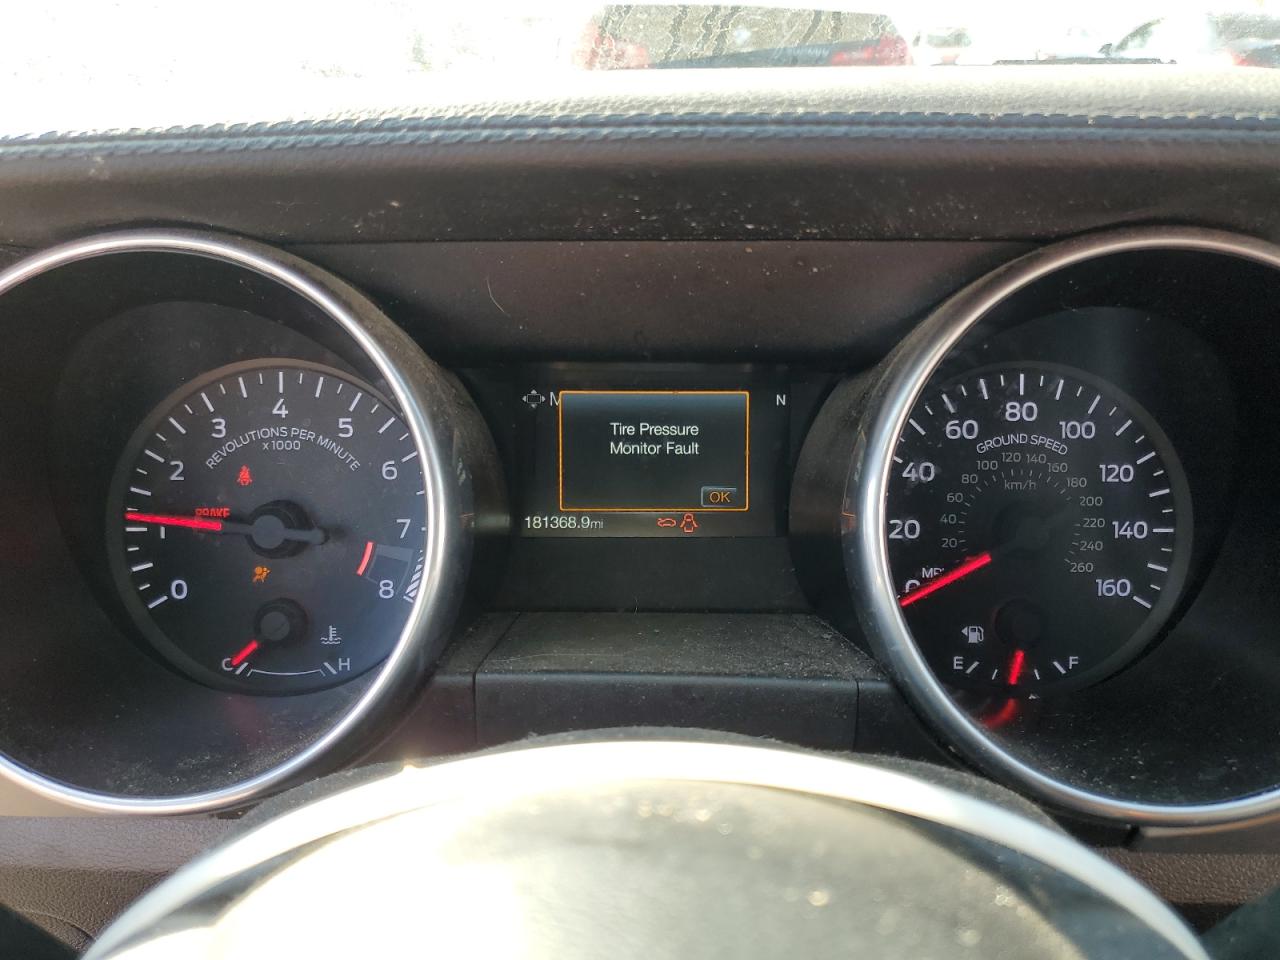 4
3
5
REVOLUTIONS PER MINUTE
x1000
2
6
BRAKE
1
7
0
8
C
H
M
N
Tire Pressure
Monitor Fault
OK
181368.9mi
80
60
100
GROUND SPEED
40
120
100 120 140 160
80
km/h
180
60
200
20
40
220
140
20
240
260
MPH
0
160
E
F